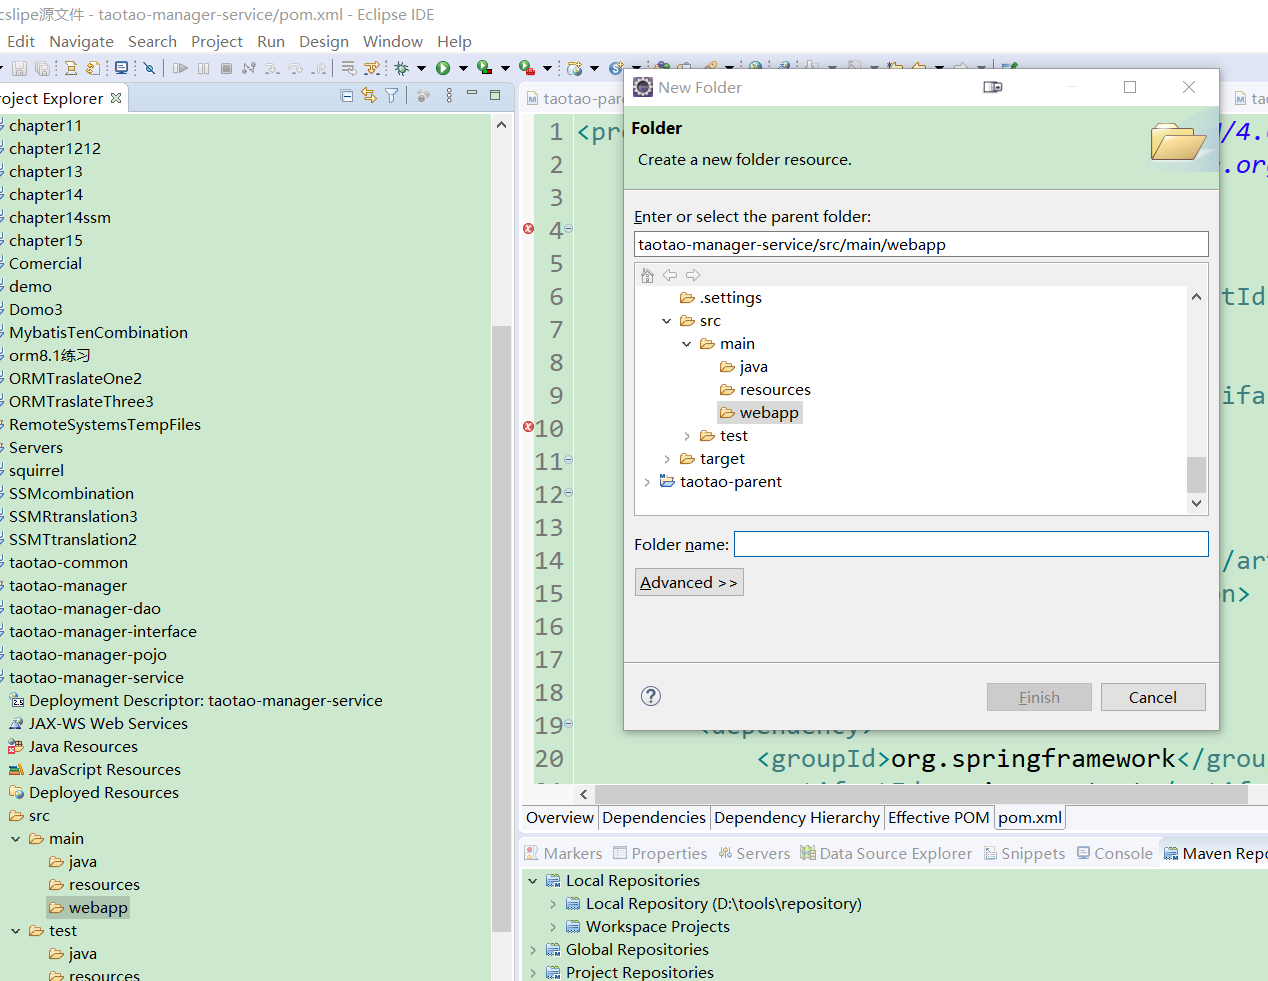 cslipe源文件 - taotao-manager-service/pom.xml - Eclipse IDE
Edit Navigate Search Project Run Design Window Help
roject Explorer
chapter11
chapter1212
chapter13
chapter14
chapter14ssm
chapter15
Comercial
demo
Domo3
MybatisTenCombination
orm8.1练习
ORMTraslateOne2
ORMTraslateThree3
RemoteSystemsTempFiles
Servers
squirrel
SSMcombination
SSMRtranslation3
SSMTtranslation2
taotao-common
taotao-manager
taotao-manager-dao
taotao-manager-interface
taotao-manager-pojo
taotao-manager-service
Deployment Descriptor: taotao-manager-service
JAX-WS Web Services
Java Resources
JavaScript Resources
Deployed Resources
src
main
java
resources
webapp
test
java
resources
taotao-par
tao
1 <pro
/4.
2
.org
3
4
5
6 tId
7
8
9 ifa
10
11
12
13
14 /ar
15 n>
16
17
18
19 <dependency>
20 <groupId>org.springframework</grou
New Folder
Folder
Create a new folder resource.
Enter or select the parent folder:
taotao-manager-service/src/main/webapp
.settings
src
main
java
resources
webapp
test
target
taotao-parent
Folder name:
Advanced >>
Finish Cancel
Overview Dependencies Dependency Hierarchy Effective POM pom.xml
Markers Properties Servers Data Source Explorer Snippets Console Maven Repo
Local Repositories
Local Repository (D:\tools\repository)
Workspace Projects
Global Repositories
Project Repositories